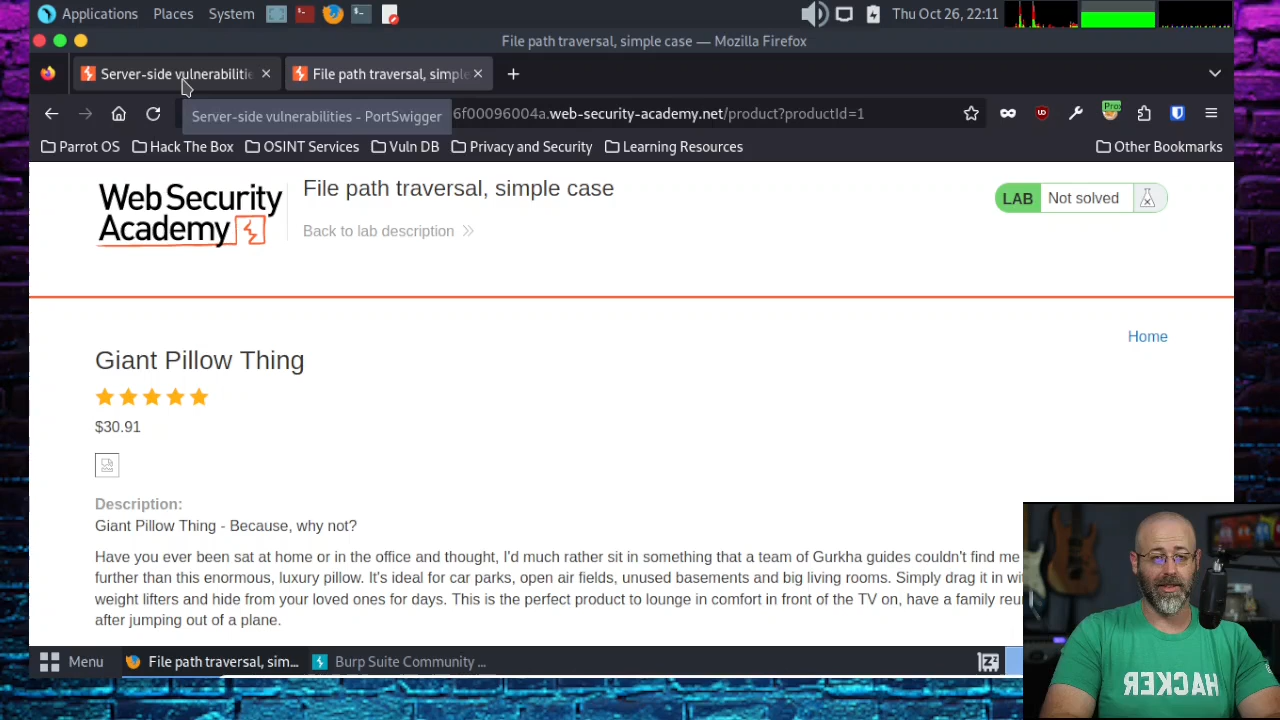 Applications Places System Thu Oct 26, 22:11
File path traversal, simple case — Mozilla Firefox
Server-side vulnerabilitie File path traversal, simple
6f00096004a.web-security-academy.net/product?productId=1
Server-side vulnerabilities - PortSwigger
Parrot OS Hack The Box OSINT Services Vuln DB Privacy and Security Learning Resources Other Bookmarks
Web Security
Academy
File path traversal, simple case
Back to lab description
LAB Not solved
Home
Giant Pillow Thing
$30.91
Description:
Giant Pillow Thing - Because, why not?
Have you ever been sat at home or in the office and thought, I'd much rather sit in something that a team of Gurkha guides couldn't find me
further than this enormous, luxury pillow. It's ideal for car parks, open air fields, unused basements and big living rooms. Simply drag it in wi
weight lifters and hide from your loved ones for days. This is the perfect product to lounge in comfort in front of the TV on, have a family reu
after jumping out of a plane.
Menu File path traversal, sim... Burp Suite Community ...
HACKER